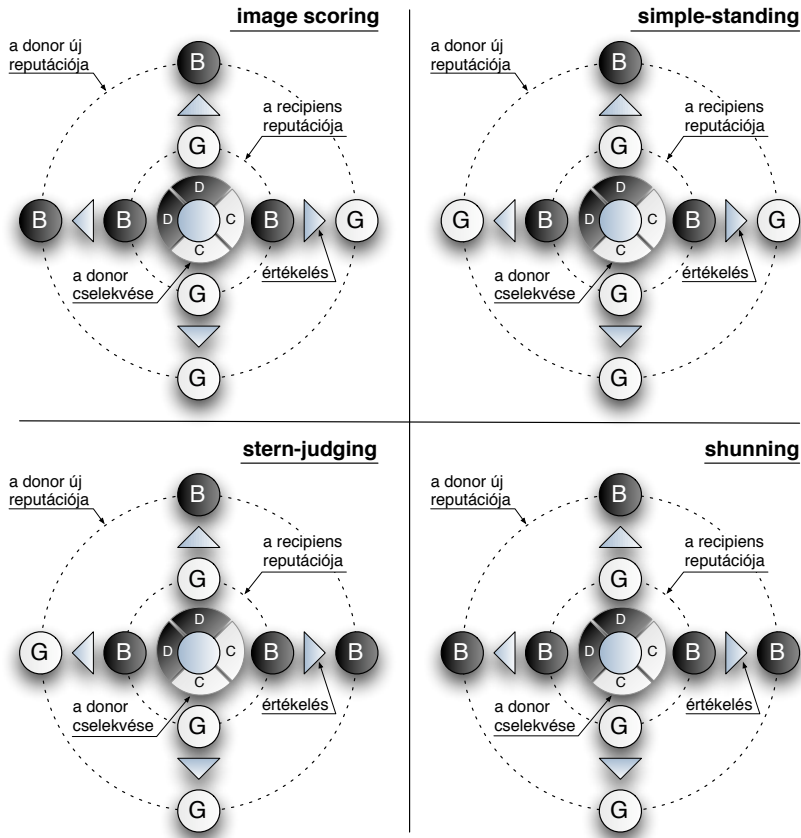 image scoring
a donor új
reputációja
B
a recipiens
reputációja
G
D
B B D C B G
C
a donor
cselekvése
értékelés
G
G
simple-standing
a donor új
reputációja
B
a recipiens
reputációja
G
D
G B D C B G
C
a donor
cselekvése
értékelés
G
G
stern-judging
a donor új
reputációja
B
a recipiens
reputációja
G
D
G B D C B B
C
a donor
cselekvése
értékelés
G
G
shunning
a donor új
reputációja
B
a recipiens
reputációja
G
D
B B D C B B
C
a donor
cselekvése
értékelés
G
G